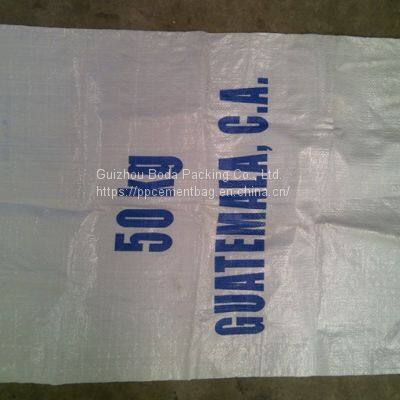 50 kg
GUATEMALA, C.A.
Guizhou Boda Packing Co., Ltd.
https://ppcementbag.en.china.cn/